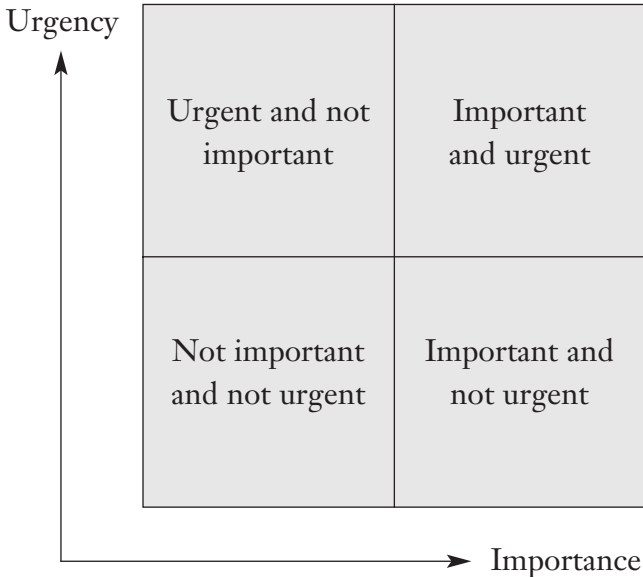 Urgency
Urgent and not
important
Important
and urgent
Not important
and not urgent
Important and
not urgent
Importance